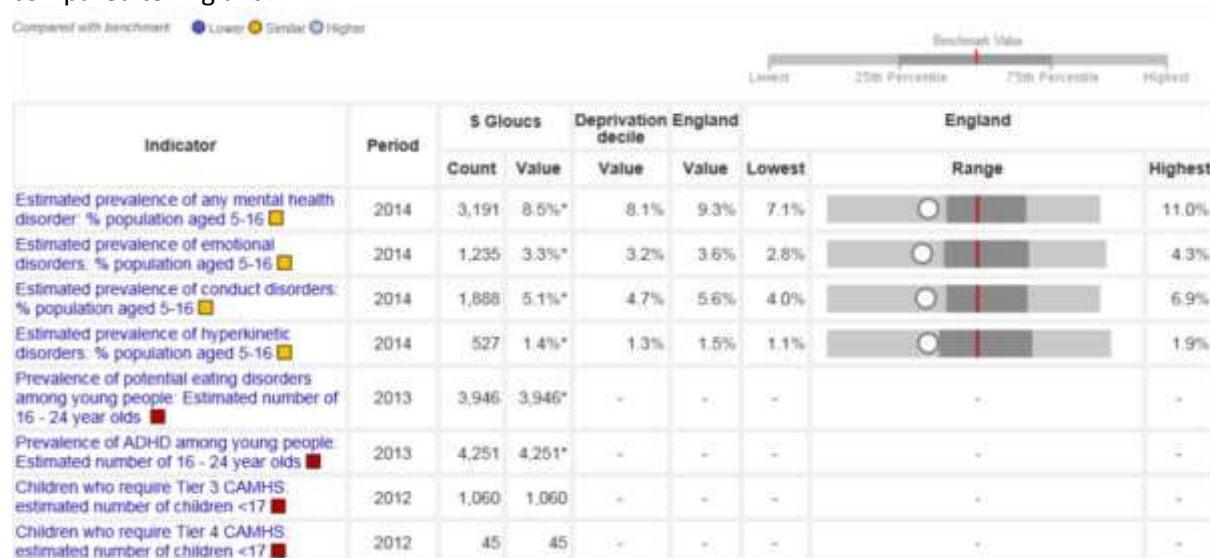 Compared with benchmark Lower Similar Higher
Benchmark Value
Lowest 25th Percentile 75th Percentile Highest
Indicator Period S Gloucs Deprivation decile England England
Count Value Value Value Lowest Range Highest
Estimated prevalence of any mental health
disorder: % population aged 5-16 2014 3,191 8.5%* 8.1% 9.3% 7.1% 11.0%
Estimated prevalence of emotional
disorders: % population aged 5-16 2014 1,235 3.3%* 3.2% 3.6% 2.8% 4.3%
Estimated prevalence of conduct disorders:
% population aged 5-16 2014 1,888 5.1%* 4.7% 5.6% 4.0% 6.9%
Estimated prevalence of hyperkinetic
disorders: % population aged 5-16 2014 527 1.4%* 1.3% 1.5% 1.1% 1.9%
Prevalence of potential eating disorders
among young people: Estimated number of
16 - 24 year olds 2013 3,946 3,946* - - - - -
Prevalence of ADHD among young people:
Estimated number of 16 - 24 year olds 2013 4,251 4,251* - - - - -
Children who require Tier 3 CAMHS:
estimated number of children <17 2012 1,060 1,060 - - - - -
Children who require Tier 4 CAMHS:
estimated number of children <17 2012 45 45 - - - - -